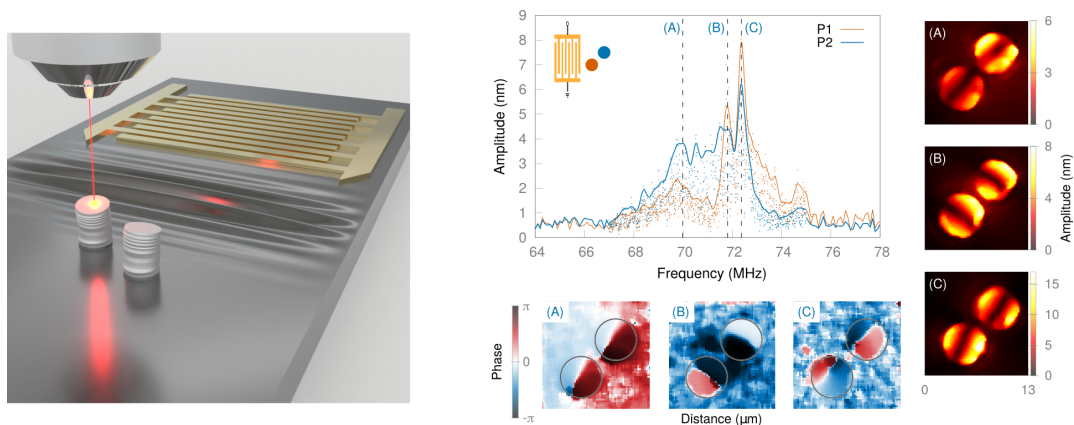 (A) (B) (C)
9
8
7
6
5
4
3
2
1
0
Amplitude (nm)
P1
P2
64 66 68 70 72 74 76 78
Frequency (MHz)
(A)
6
3
0
(B)
8
4
0
Amplitude (nm)
(C)
15
10
5
0
0 13
Phase
π
0
-π
(A) (B) (C)
Distance (μm)